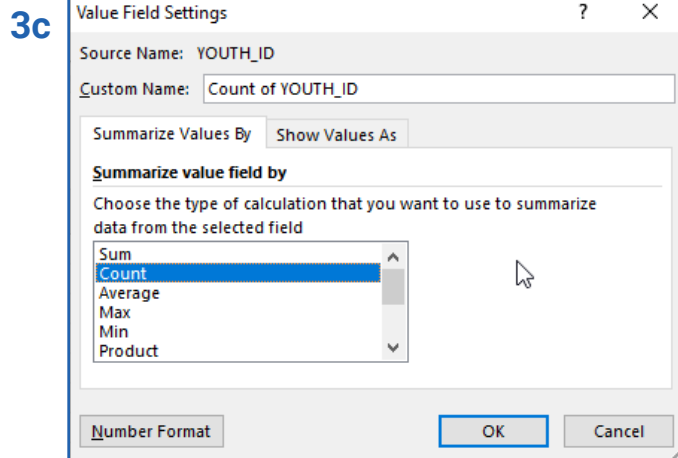 3c
Value Field Settings ? ×
Source Name: YOUTH_ID
Custom Name: Count of YOUTH_ID
Summarize Values By Show Values As
Summarize value field by
Choose the type of calculation that you want to use to summarize
data from the selected field
Sum
Count
Average
Max
Min
Product
Number Format OK Cancel